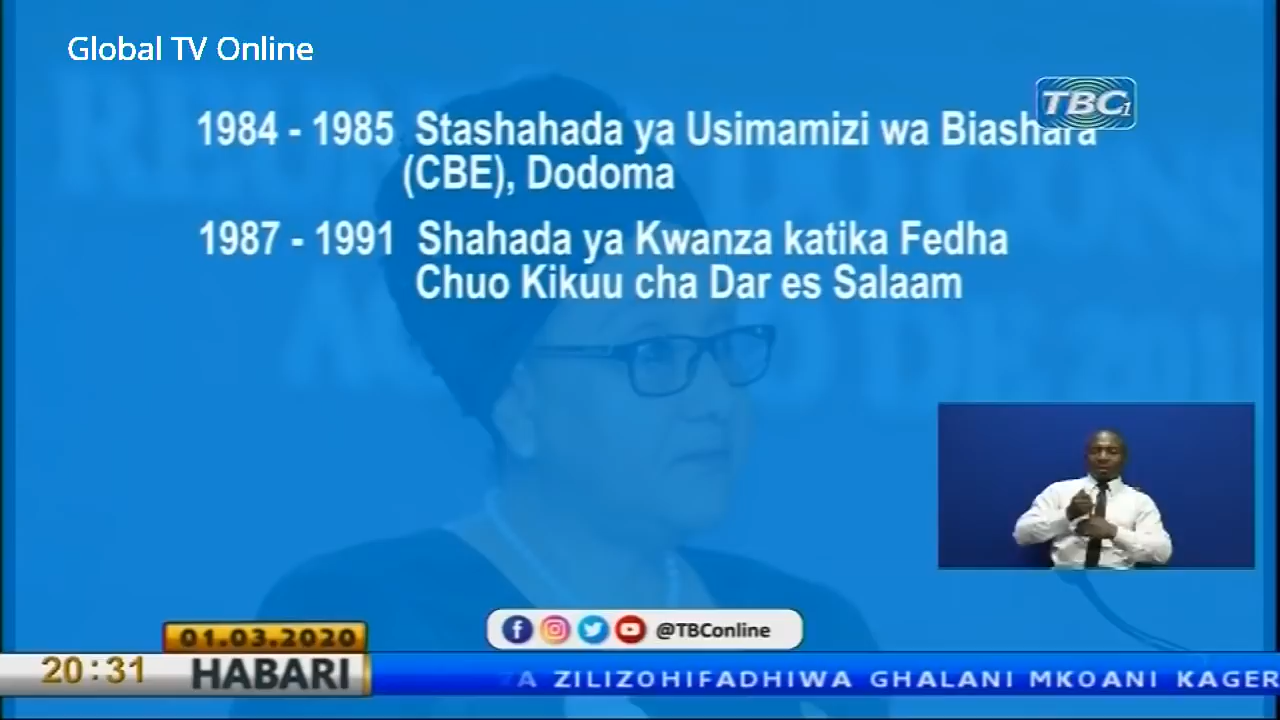 Global TV Online
TBC1
1984 - 1985 Stashahada ya Usimamizi wa Biashara
(CBE), Dodoma
1987 - 1991 Shahada ya Kwanza katika Fedha
Chuo Kikuu cha Dar es Salaam
@TBConline
01.03.2020
20:31 HABARI
ZILIZOHIFADHIWA GHALANI MKOANI KAGER